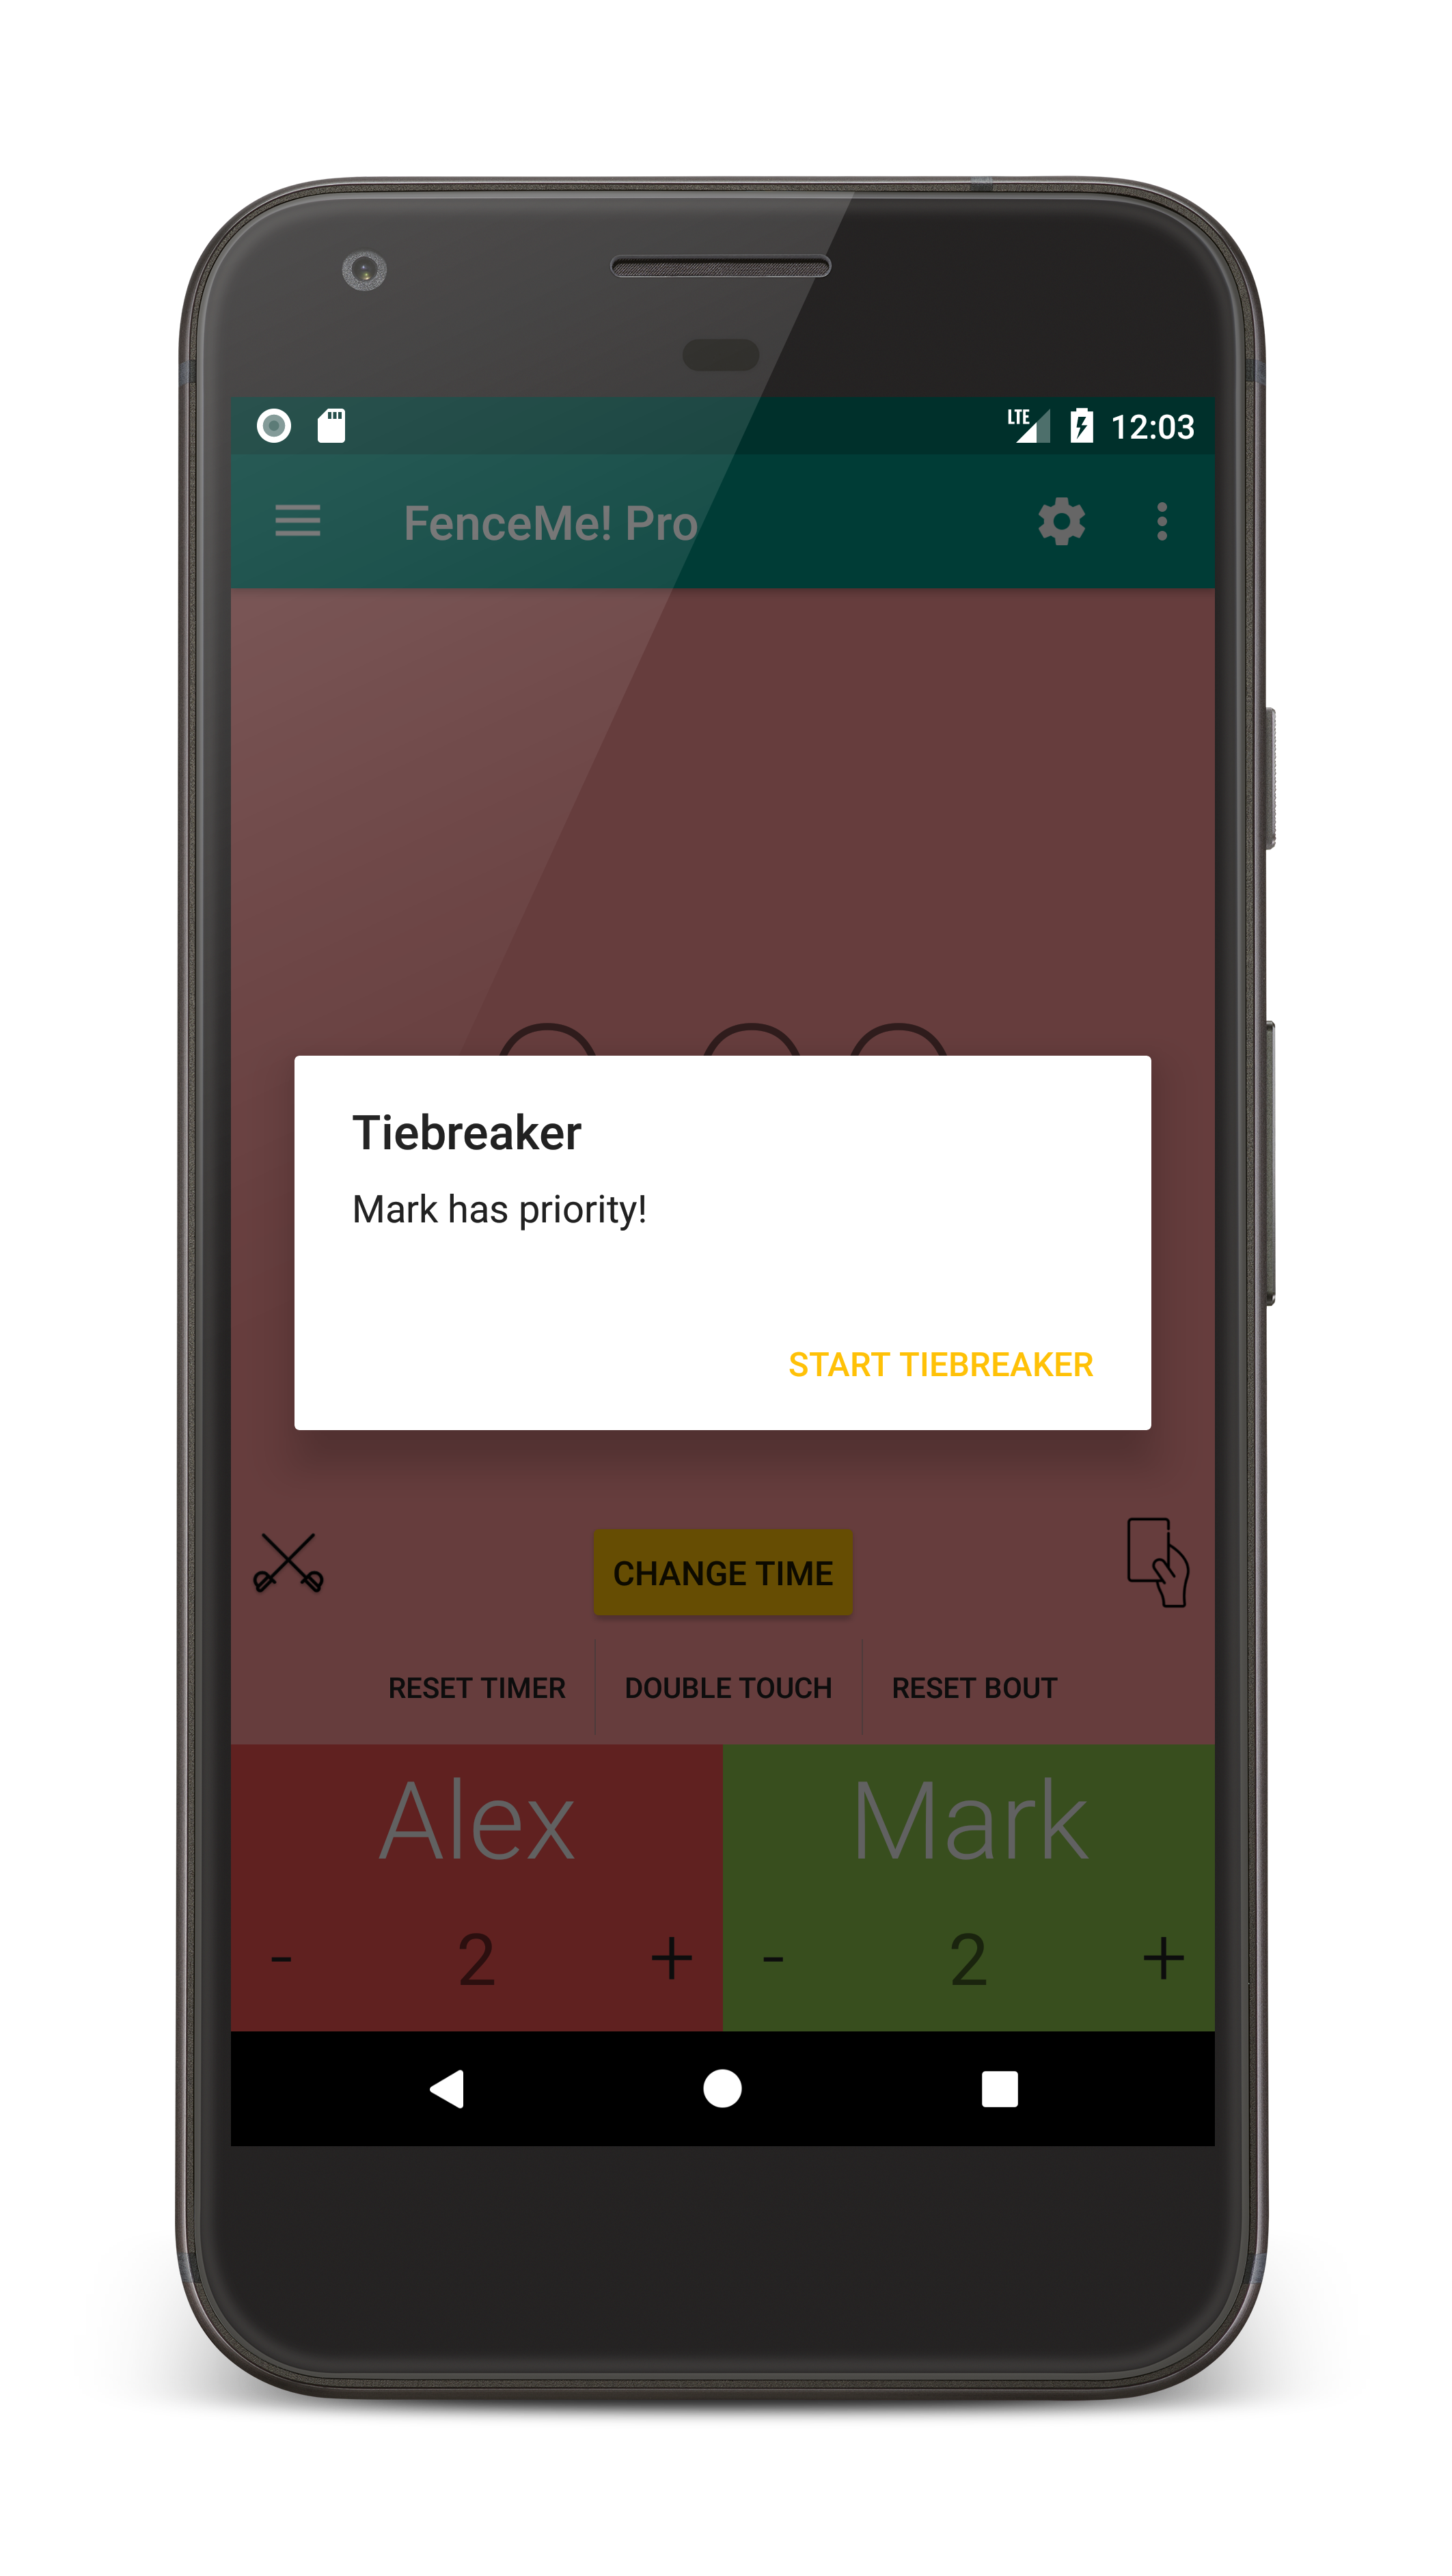 LTE 12:03
FenceMe! Pro
Tiebreaker
Mark has priority!
START TIEBREAKER
CHANGE TIME
RESET TIMER DOUBLE TOUCH RESET BOUT
Alex Mark
- 2 + - 2 +